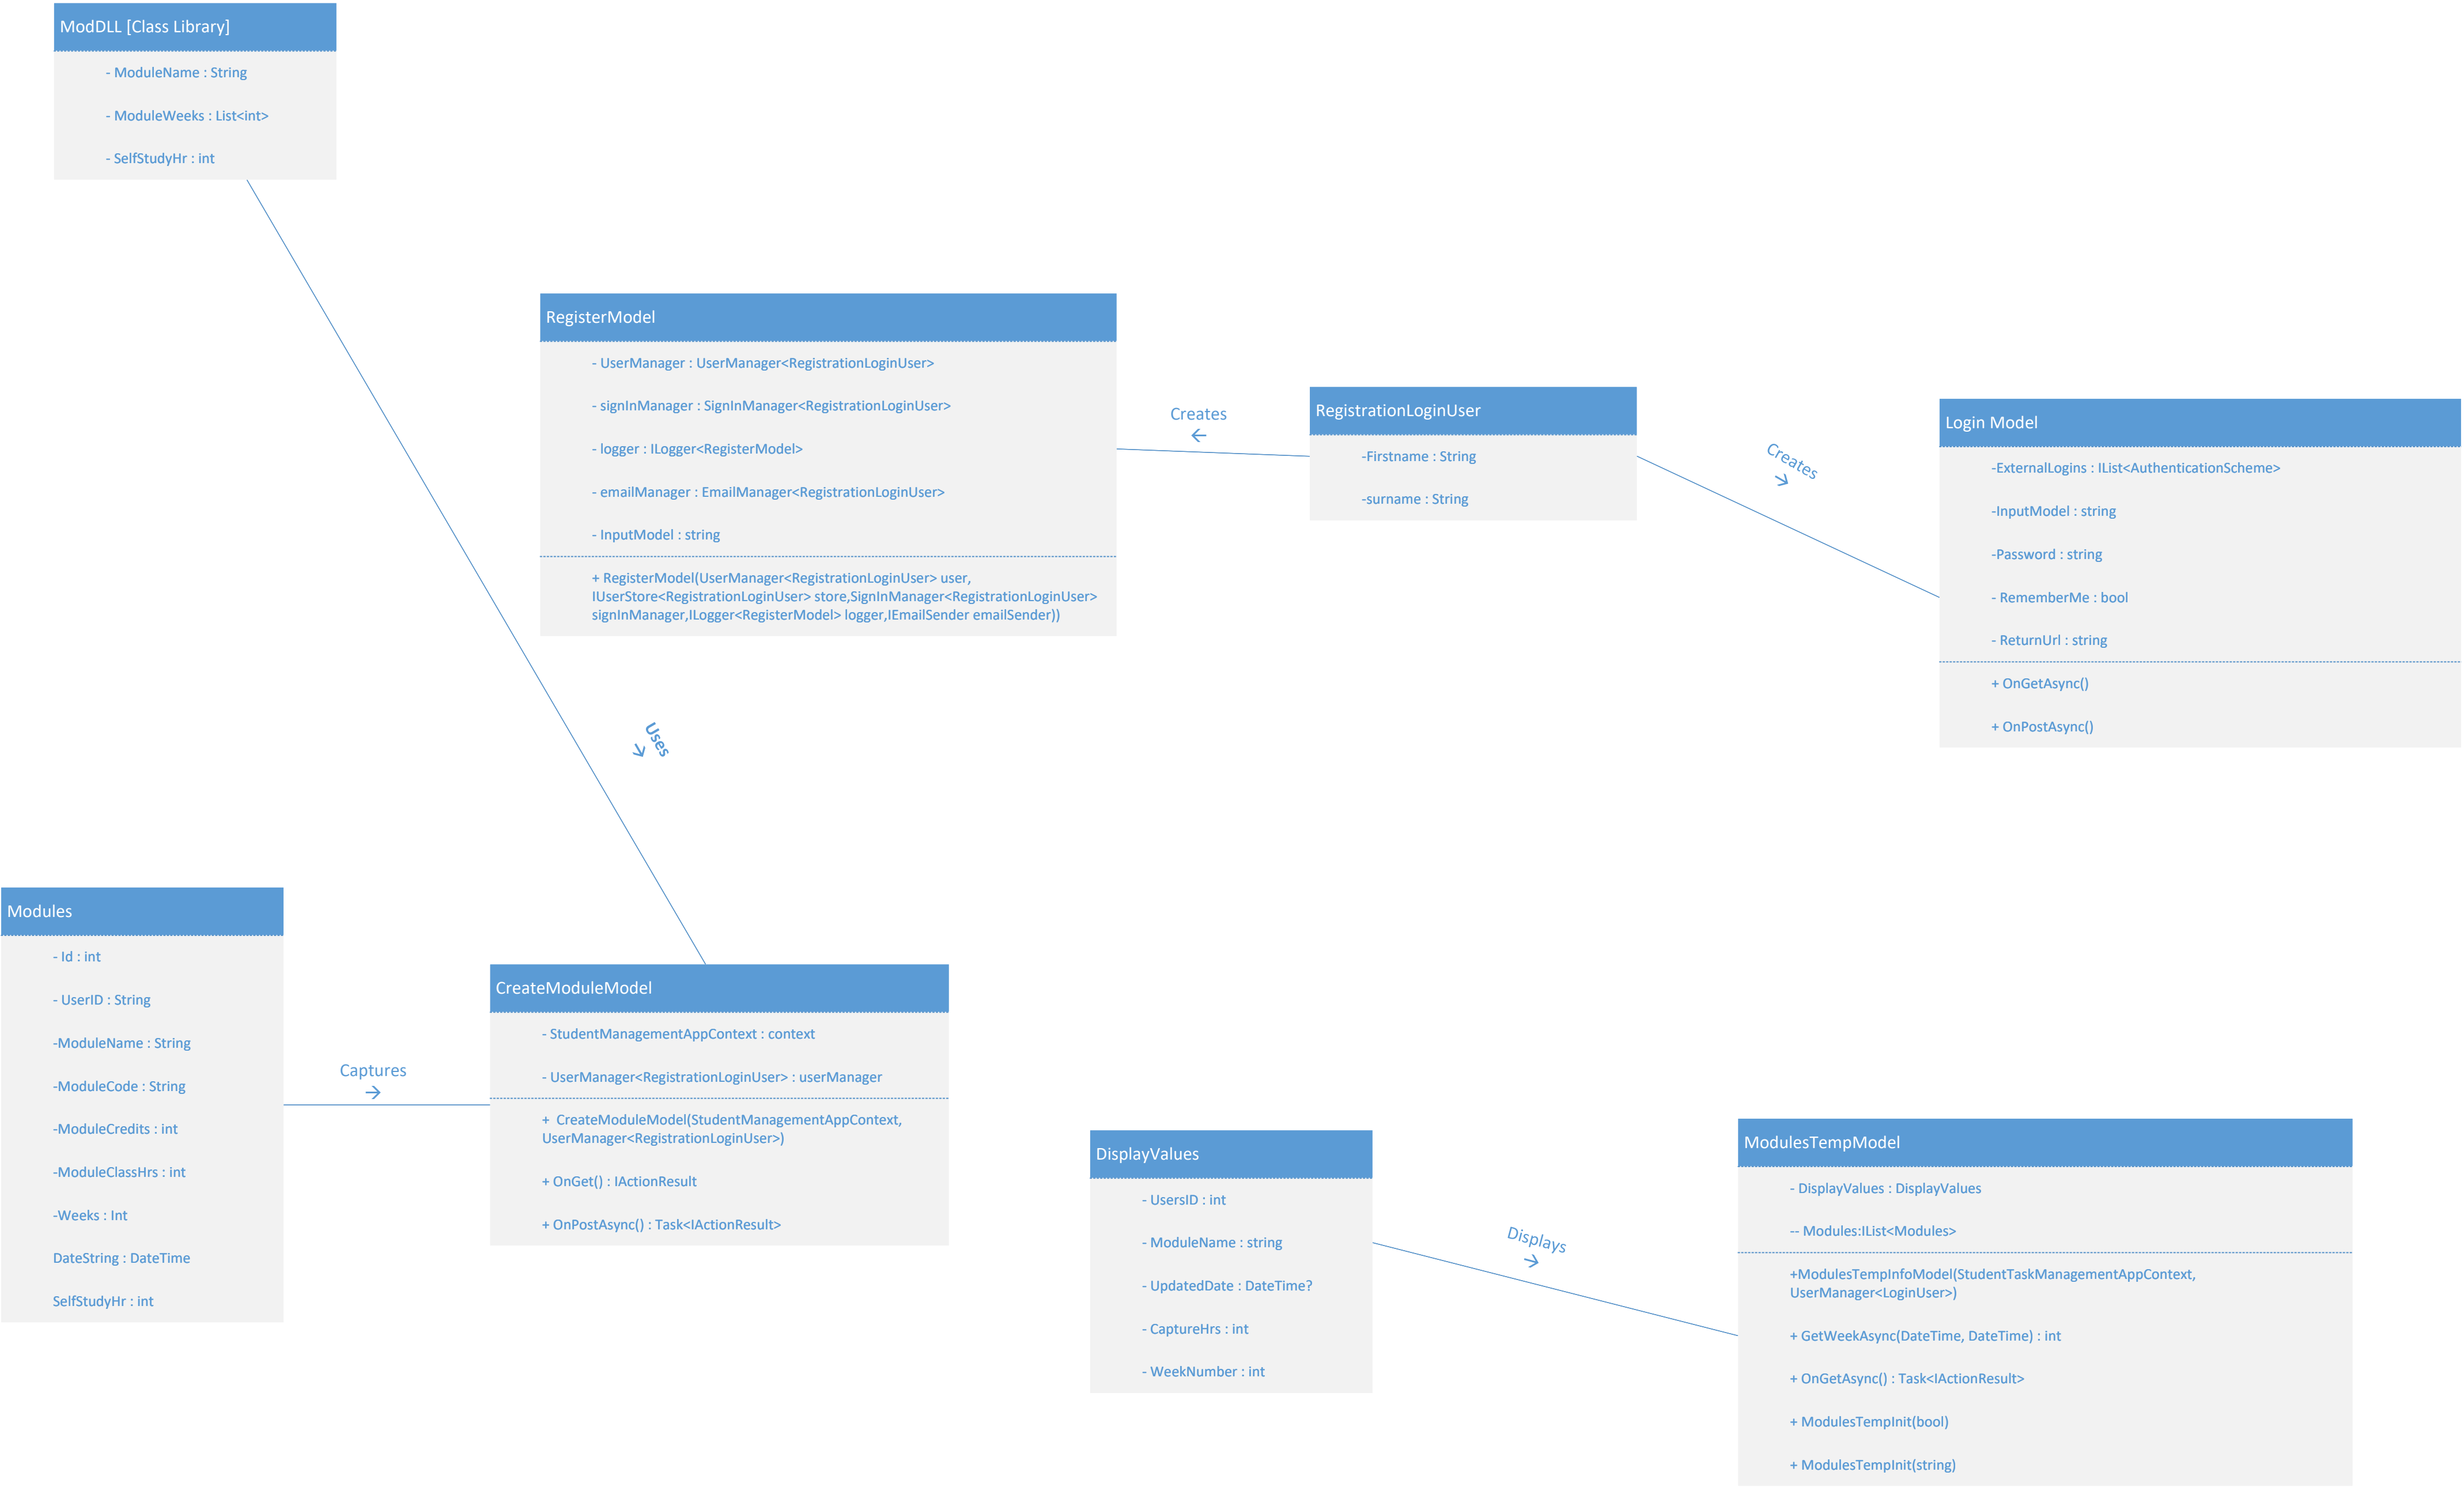 ModDLL [Class Library]
- ModuleName : String
- ModuleWeeks : List<int>
- SelfStudyHr : int
RegisterModel
- UserManager : UserManager<RegistrationLoginUser>
- signInManager : SignInManager<RegistrationLoginUser>
- logger : ILogger<RegisterModel>
- emailManager : EmailManager<RegistrationLoginUser>
- InputModel : string
+ RegisterModel(UserManager<RegistrationLoginUser> user,
IUserStore<RegistrationLoginUser> store,SignInManager<RegistrationLoginUser>
signInManager,ILogger<RegisterModel> logger,IEmailSender emailSender))
Creates
←
RegistrationLoginUser
-Firstname : String
-surname : String
Creates
→
Login Model
-ExternalLogins : IList<AuthenticationScheme>
-InputModel : string
-Password : string
- RememberMe : bool
- ReturnUrl : string
+ OnGetAsync()
+ OnPostAsync()
Uses
→
Modules
- Id : int
- UserID : String
-ModuleName : String
-ModuleCode : String
-ModuleCredits : int
-ModuleClassHrs : int
-Weeks : Int
DateString : DateTime
SelfStudyHr : int
Captures
→
CreateModuleModel
- StudentManagementAppContext : context
- UserManager<RegistrationLoginUser> : userManager
+ CreateModuleModel(StudentManagementAppContext,
UserManager<RegistrationLoginUser>)
+ OnGet() : IActionResult
+ OnPostAsync() : Task<IActionResult>
DisplayValues
- UsersID : int
- ModuleName : string
- UpdatedDate : DateTime?
- CaptureHrs : int
- WeekNumber : int
Displays
→
ModulesTempModel
- DisplayValues : DisplayValues
-- Modules:IList<Modules>
+ModulesTempInfoModel(StudentTaskManagementAppContext,
UserManager<LoginUser>)
+ GetWeekAsync(DateTime, DateTime) : int
+ OnGetAsync() : Task<IActionResult>
+ ModulesTempInit(bool)
+ ModulesTempInit(string)